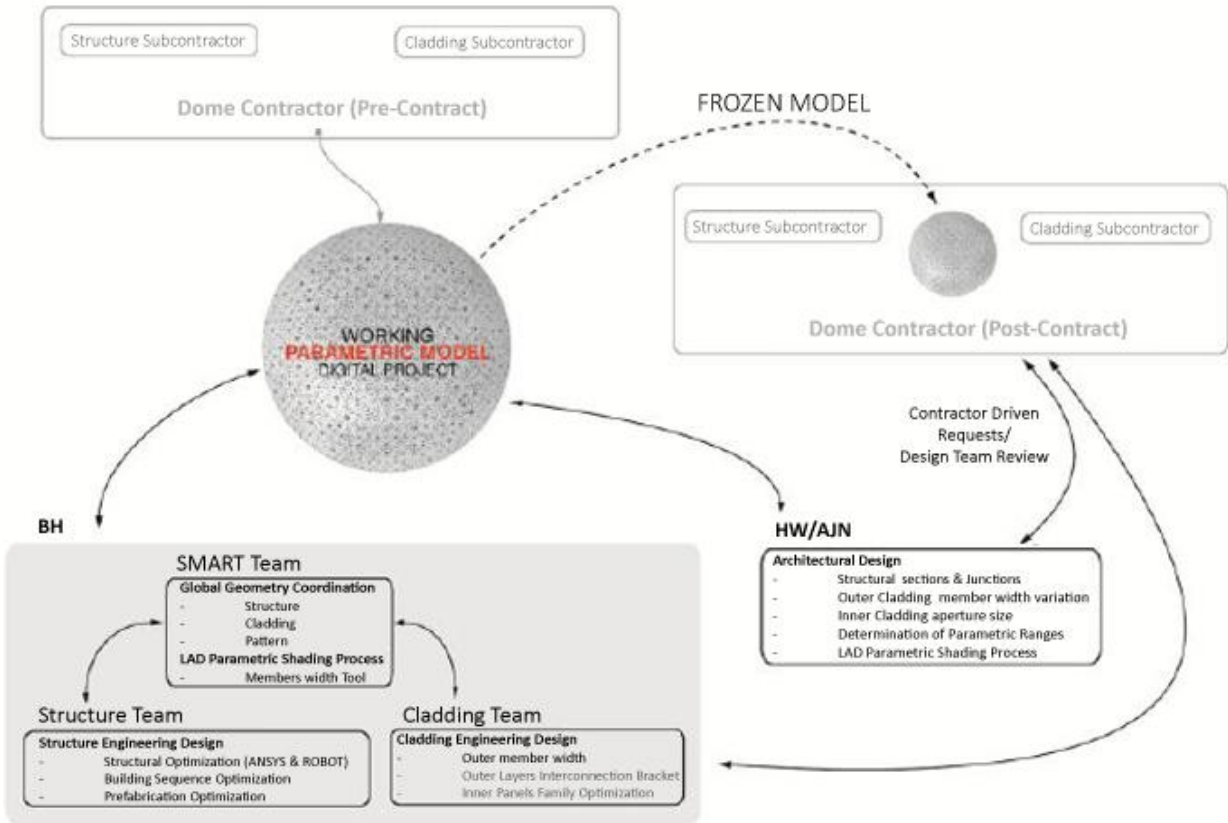 Structure Subcontractor
Cladding Subcontractor
Dome Contractor (Pre-Contract)
FROZEN MODEL
Structure Subcontractor
Cladding Subcontractor
Dome Contractor (Post-Contract)
WORKING
PARAMETRIC MODEL
DIGITAL PROJECT
Contractor Driven
Requests/
Design Team Review
BH
SMART Team
Global Geometry Coordination
- Structure
- Cladding
- Pattern
LAD Parametric Shading Process
- Members width Tool
Structure Team
Structure Engineering Design
- Structural Optimization (ANSYS & ROBOT)
- Building Sequence Optimization
- Prefabrication Optimization
Cladding Team
Cladding Engineering Design
- Outer member width
- Outer Layers Interconnection Bracket
- Inner Panels Family Optimization
HW/AJN
Architectural Design
- Structural sections & Junctions
- Outer Cladding member width variation
- Inner Cladding aperture size
- Determination of Parametric Ranges
- LAD Parametric Shading Process